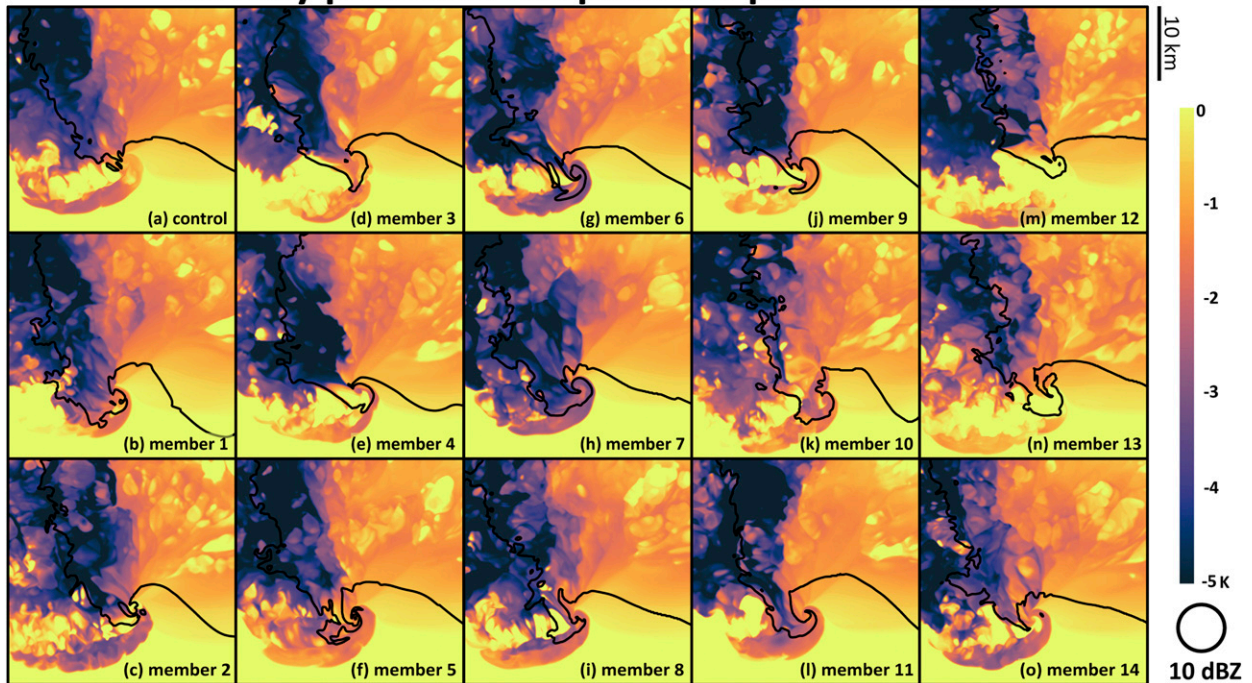 (a) control
(d) member 3
(g) member 6
(j) member 9
(m) member 12
(b) member 1
(e) member 4
(h) member 7
(k) member 10
(n) member 13
(c) member 2
(f) member 5
(i) member 8
(l) member 11
(o) member 14
10 km
0
-1
-2
-3
-4
-5 K
10 dBZ